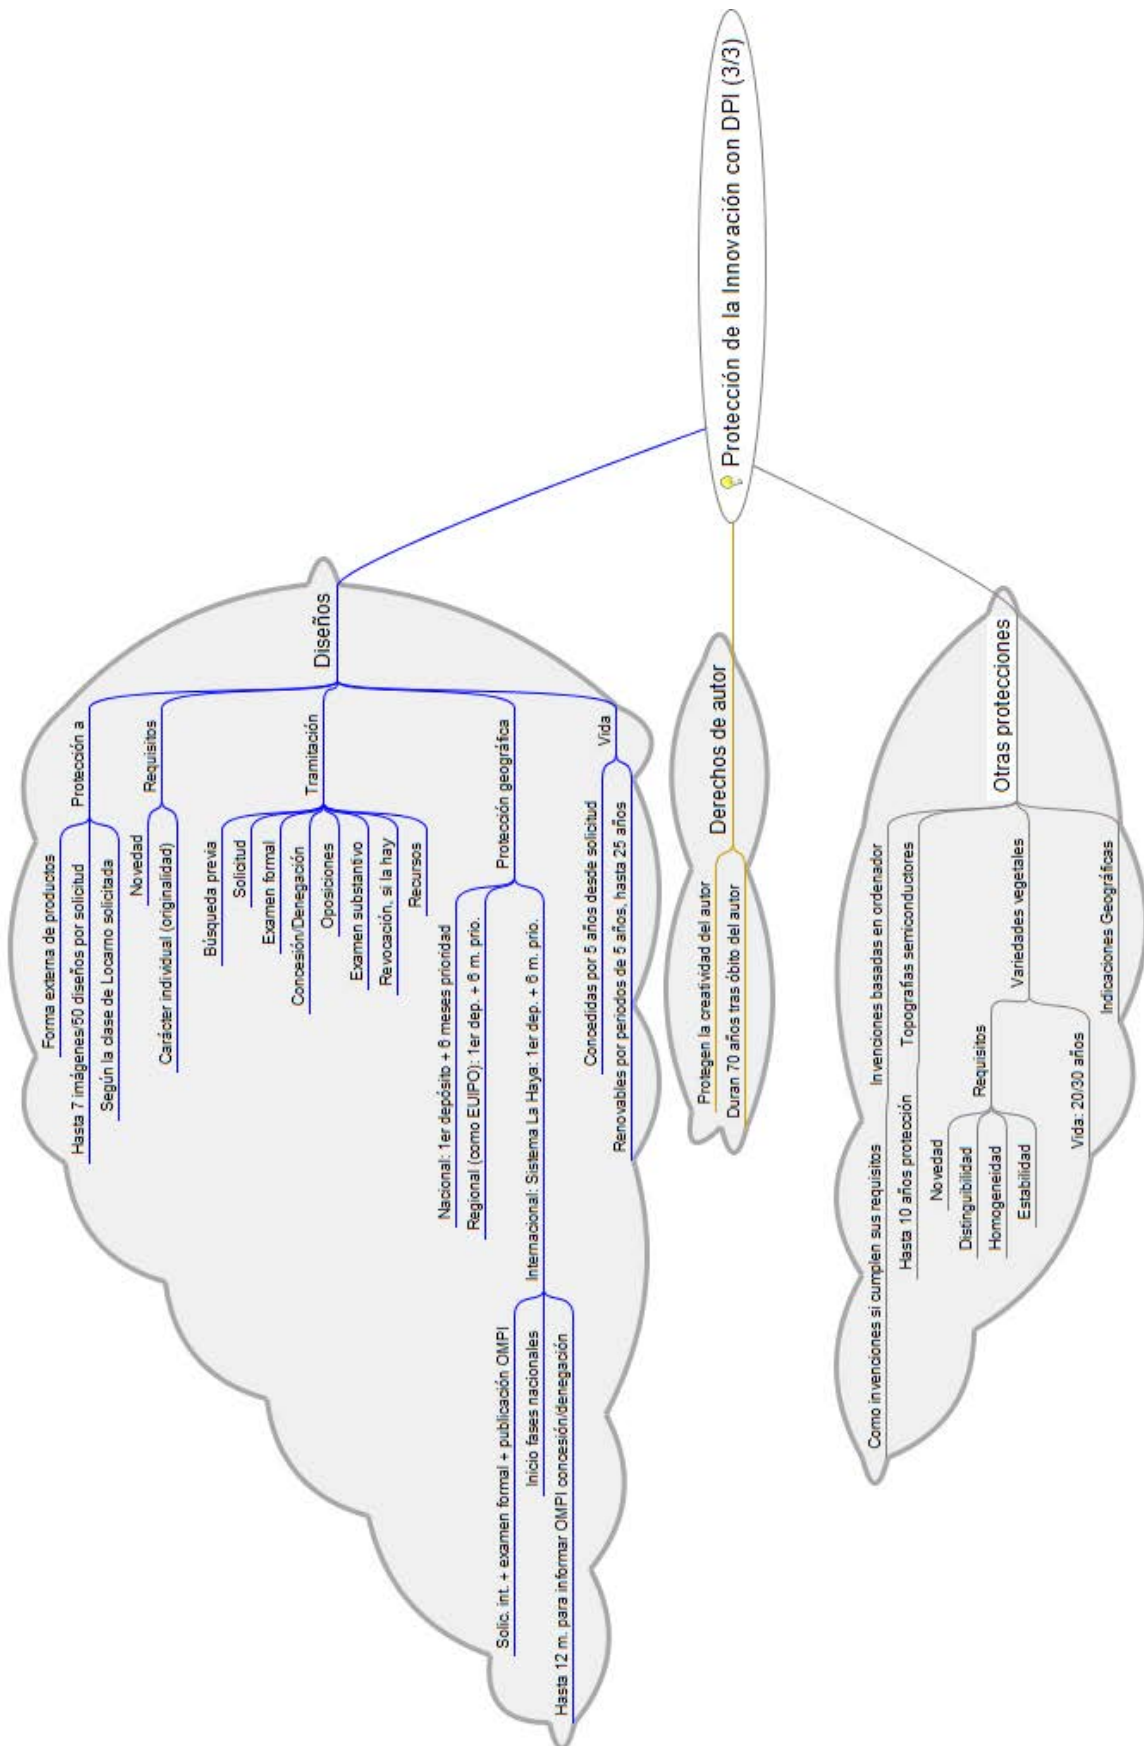 Protección de la Innovación con DPI (3/3)
Diseños
Protección a
Forma externa de productos
Hasta 7 imágenes/50 diseños por solicitud
Según la clase de Locarno solicitada
Requisitos
Novedad
Carácter individual (originalidad)
Tramitación
Búsqueda previa
Solicitud
Examen formal
Concesión/Denegación
Oposiciones
Examen substantivo
Revocación, si la hay
Recursos
Protección geográfica
Nacional: 1er depósito + 6 meses prioridad
Regional (como EUIPO): 1er dep. + 6 m. prio.
Internacional: Sistema La Haya: 1er dep. + 6 m. prio.
Solic. int. + examen formal + publicación OMPI
Inicio fases nacionales
Hasta 12 m. para informar OMPI concesión/denegación
Vida
Concedidas por 5 años desde solicitud
Renovables por periodos de 5 años, hasta 25 años
Derechos de autor
Protegen la creatividad del autor
Duran 70 años tras óbito del autor
Otras protecciones
Invenciones basadas en ordenador
Como invenciones si cumplen sus requisitos
Topografías semiconductores
Hasta 10 años protección
Variedades vegetales
Requisitos
Novedad
Distinguibilidad
Homogeneidad
Estabilidad
Vida: 20/30 años
Indicaciones Geográficas